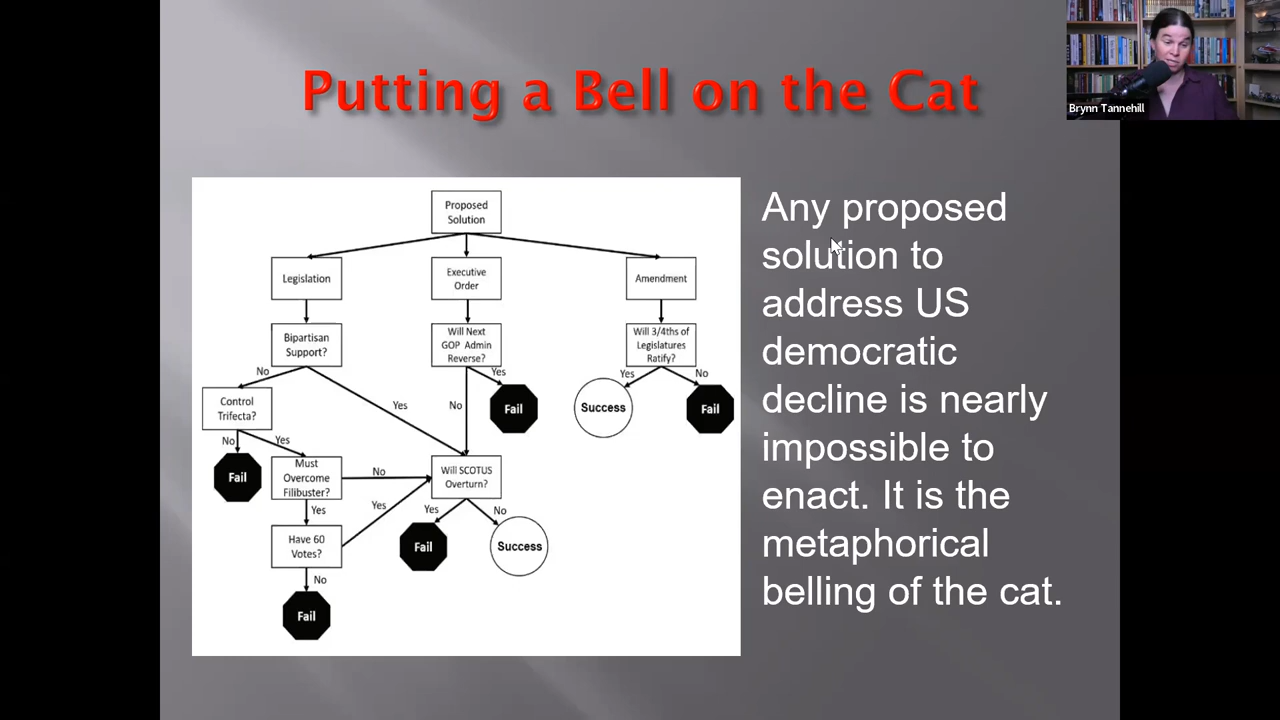 Putting a Bell on the Cat
Brynn Tannehill
Proposed
Solution
Legislation
Executive
Order
Amendment
Bipartisan
Support?
Will Next
GOP Admin
Reverse?
Will 3/4ths of
Legislatures
Ratify?
No
Yes
Yes
No
Yes
No
Control
Trifecta?
Fail
Success
Fail
No
Yes
Fail
Must
Overcome
Filibuster?
No
Will SCOTUS
Overturn?
Yes
Yes
Yes
No
Have 60
Votes?
Fail
Success
No
Fail
Any proposed
solution to
address US
democratic
decline is nearly
impossible to
enact. It is the
metaphorical
belling of the cat.